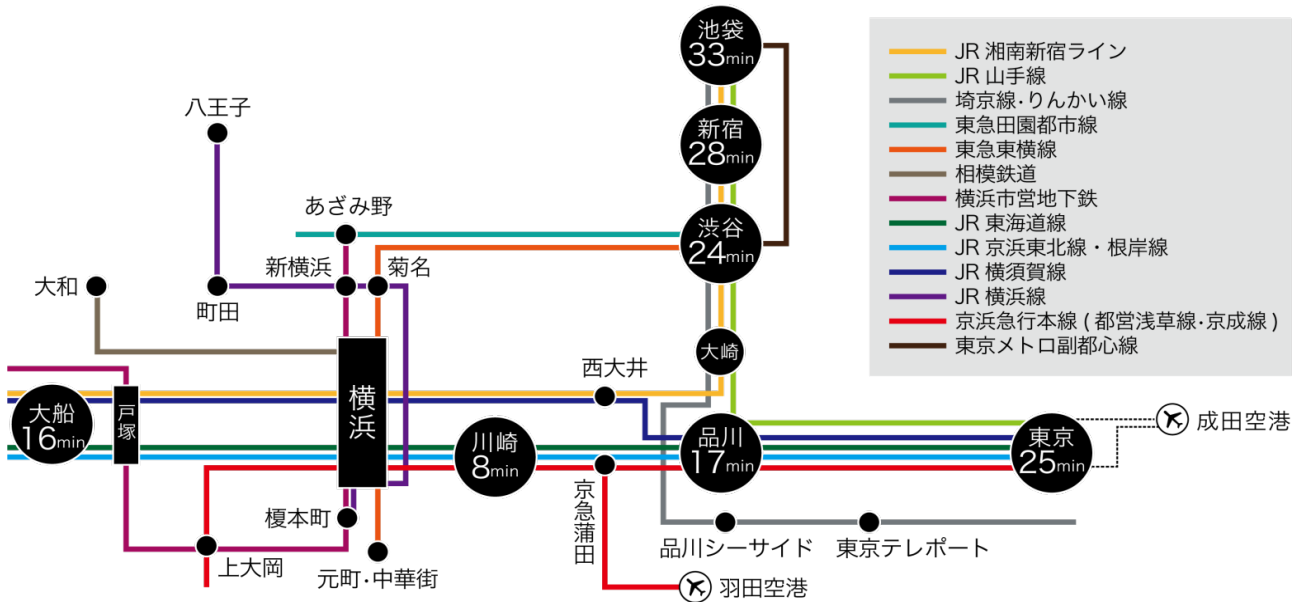 池袋
33min
新宿
28min
渋谷
24min
八王子
あざみ野
新横浜
菊名
大和
町田
大崎
西大井
横浜
戸塚
大船
16min
川崎
8min
品川
17min
東京
25min
成田空港
榎本町
上大岡
元町・中華街
京急蒲田
品川シーサイド
東京テレポート
羽田空港
JR 湘南新宿ライン
JR 山手線
埼京線・りんかい線
東急田園都市線
東急東横線
相模鉄道
横浜市営地下鉄
JR 東海道線
JR 京浜東北線・根岸線
JR 横須賀線
JR 横浜線
京浜急行本線 ( 都営浅草線・京成線 )
東京メトロ副都心線